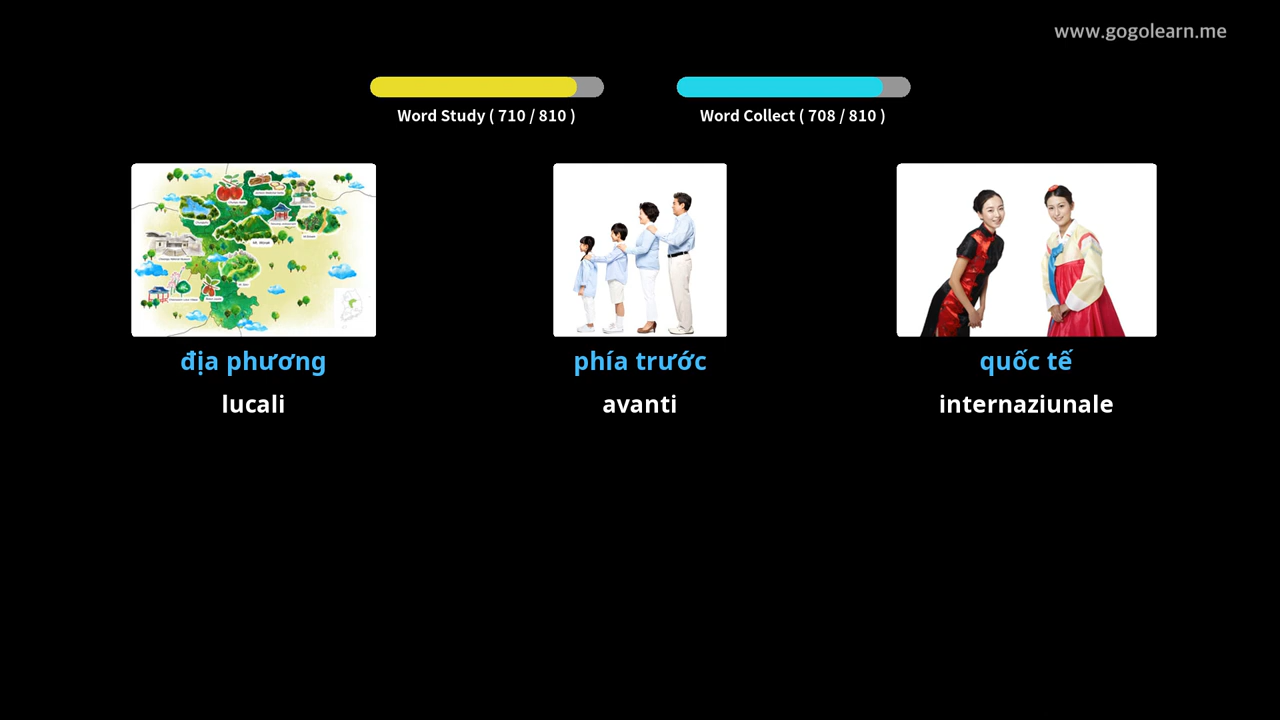 www.gogolearn.me
Word Study ( 710 / 810 )
Word Collect ( 708 / 810 )
địa phương
phía trước
quốc tế
lucali
avanti
internaziunale